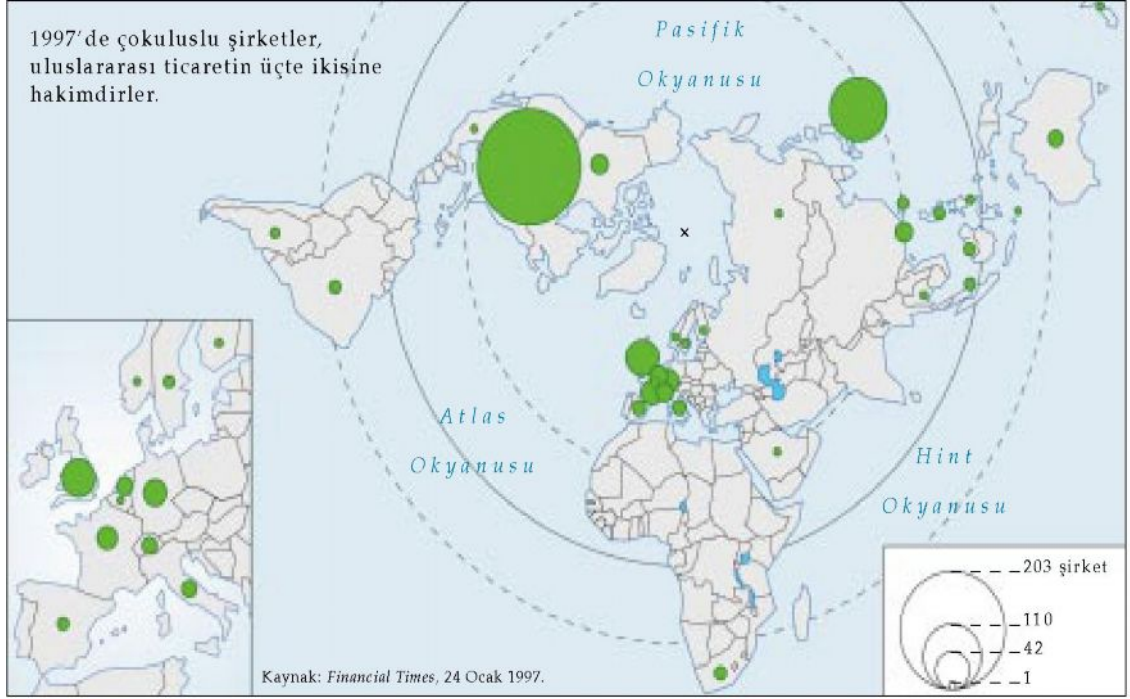 1997'de çokuluslu şirketler,
uluslararası ticaretin üçte ikisine
hakimdirler.
Pasifik
Okyanusu
Atlas
Okyanusu
Hint
Okyanusu
203 şirket
110
42
1
Kaynak: Financial Times, 24 Ocak 1997.